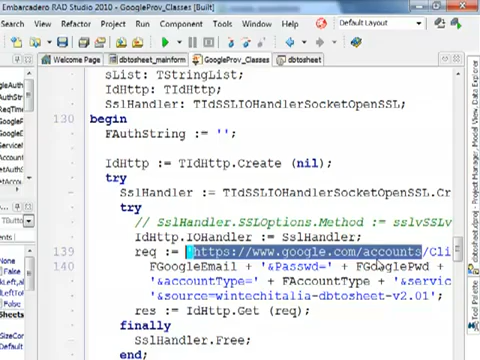 Embarcadero RAD Studio 2010 - GoogleProv_Classes [Built]
Search View Project Run Component Tools Window Help Default Layout
Welcome Page dbtosheet_mainform GoogleProv_Classes dbtosheet
sList: TStringList;
IdHttp: TIdHTTP;
SslHandler: TIdSSLIOHandlerSocketOpenSSL;
130 begin
FAuthString := '';
IdHttp := TIdHTTP.Create (nil);
try
SslHandler := TIdSSLIOHandlerSocketOpenSSL.Cr
try
// SslHandler.SSLOptions.Method := sslvSSLv
IdHttp.IOHandler := SslHandler;
139 req := 'https://www.google.com/accounts/Cli
140 FGoogleEmail + '&Passwd=' + FGooglePwd +
'&accountType=' + FAccountType + '&service
'&source=wintechitalia-dbtosheet-v2.01';
res := IdHttp.Get (req);
finally
SslHandler.Free;
end;
Data Explorer
Project Manager, Model View,
Tool Palette